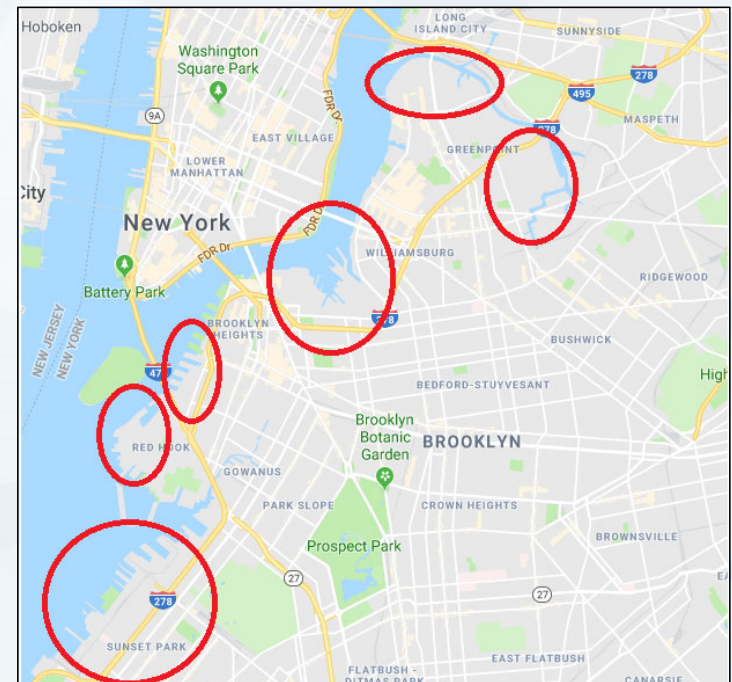 Hoboken
LONG
ISLAND CITY
SUNNYSIDE
Washington
Square Park
278
495
9A
FDR Dr
MASPETH
278
EAST VILLAGE
GREENPOINT
LOWER
MANHATTAN
City
New York
FDR Dr
FDR Dr
WILLIAMSBURG
RIDGEWOOD
Battery Park
NEW JERSEY
NEW YORK
BROOKLYN
HEIGHTS
278
BUSHWICK
478
High
BEDFORD-STUYVESANT
Brooklyn
Botanic
Garden
BROOKLYN
RED HOOK
GOWANUS
PARK SLOPE
CROWN HEIGHTS
BROWNSVILLE
Prospect Park
27
27
278
SUNSET PARK
EAST FLATBUSH
FLATBUSH -
DITMAS PARK
CANARSIE